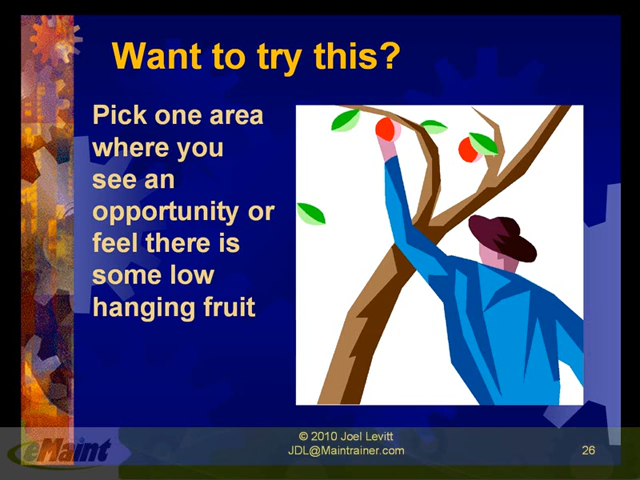 Want to try this?
Pick one area
where you
see an
opportunity or
feel there is
some low
hanging fruit
© 2010 Joel Levitt
JDL@Maintrainer.com
26
eMaint